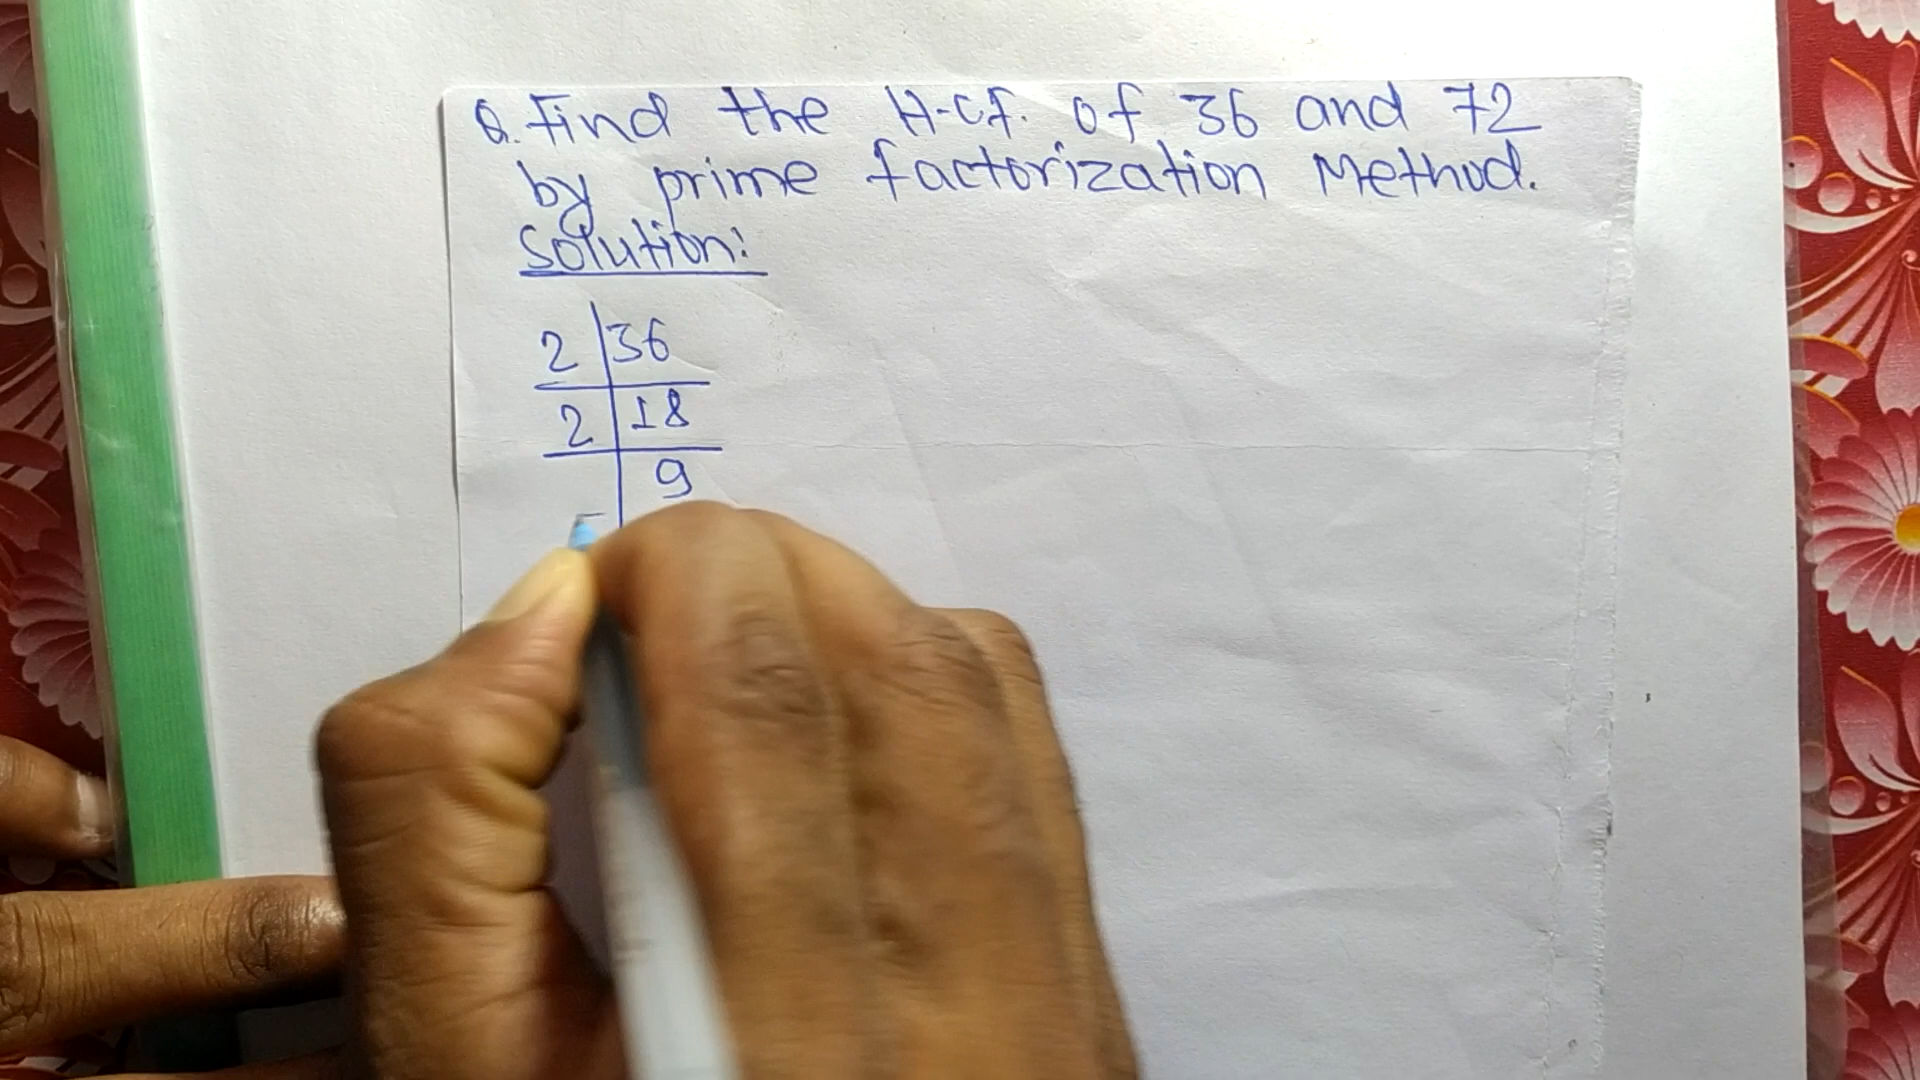 Q. Find the H.C.F. of 36 and 72
by prime factorization Method.
Solution:
2 36
2 18
9